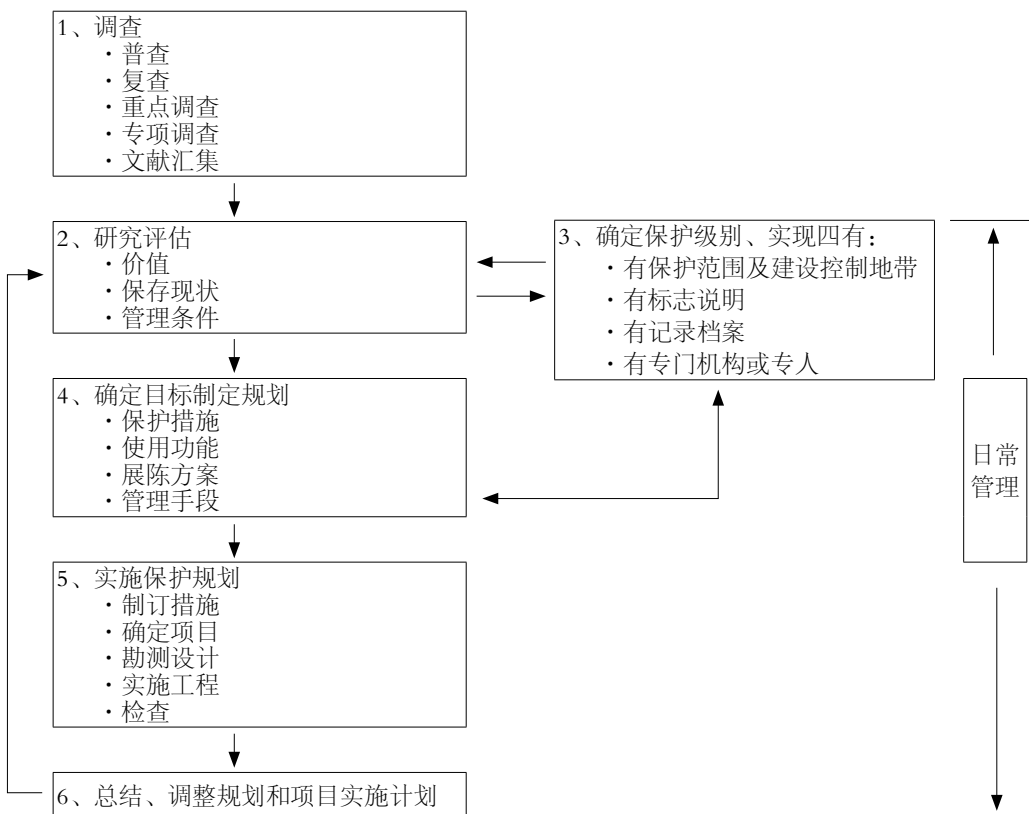 1、调查
・普查
・复查
・重点调查
・专项调查
・文献汇集
2、研究评估
・价值
・保存现状
・管理条件
3、确定保护级别、实现四有：
・有保护范围及建设控制地带
・有标志说明
・有记录档案
・有专门机构或专人
4、确定目标制定规划
・保护措施
・使用功能
・展陈方案
・管理手段
日常
管理
5、实施保护规划
・制订措施
・确定项目
・勘测设计
・实施工程
・检查
6、总结、调整规划和项目实施计划